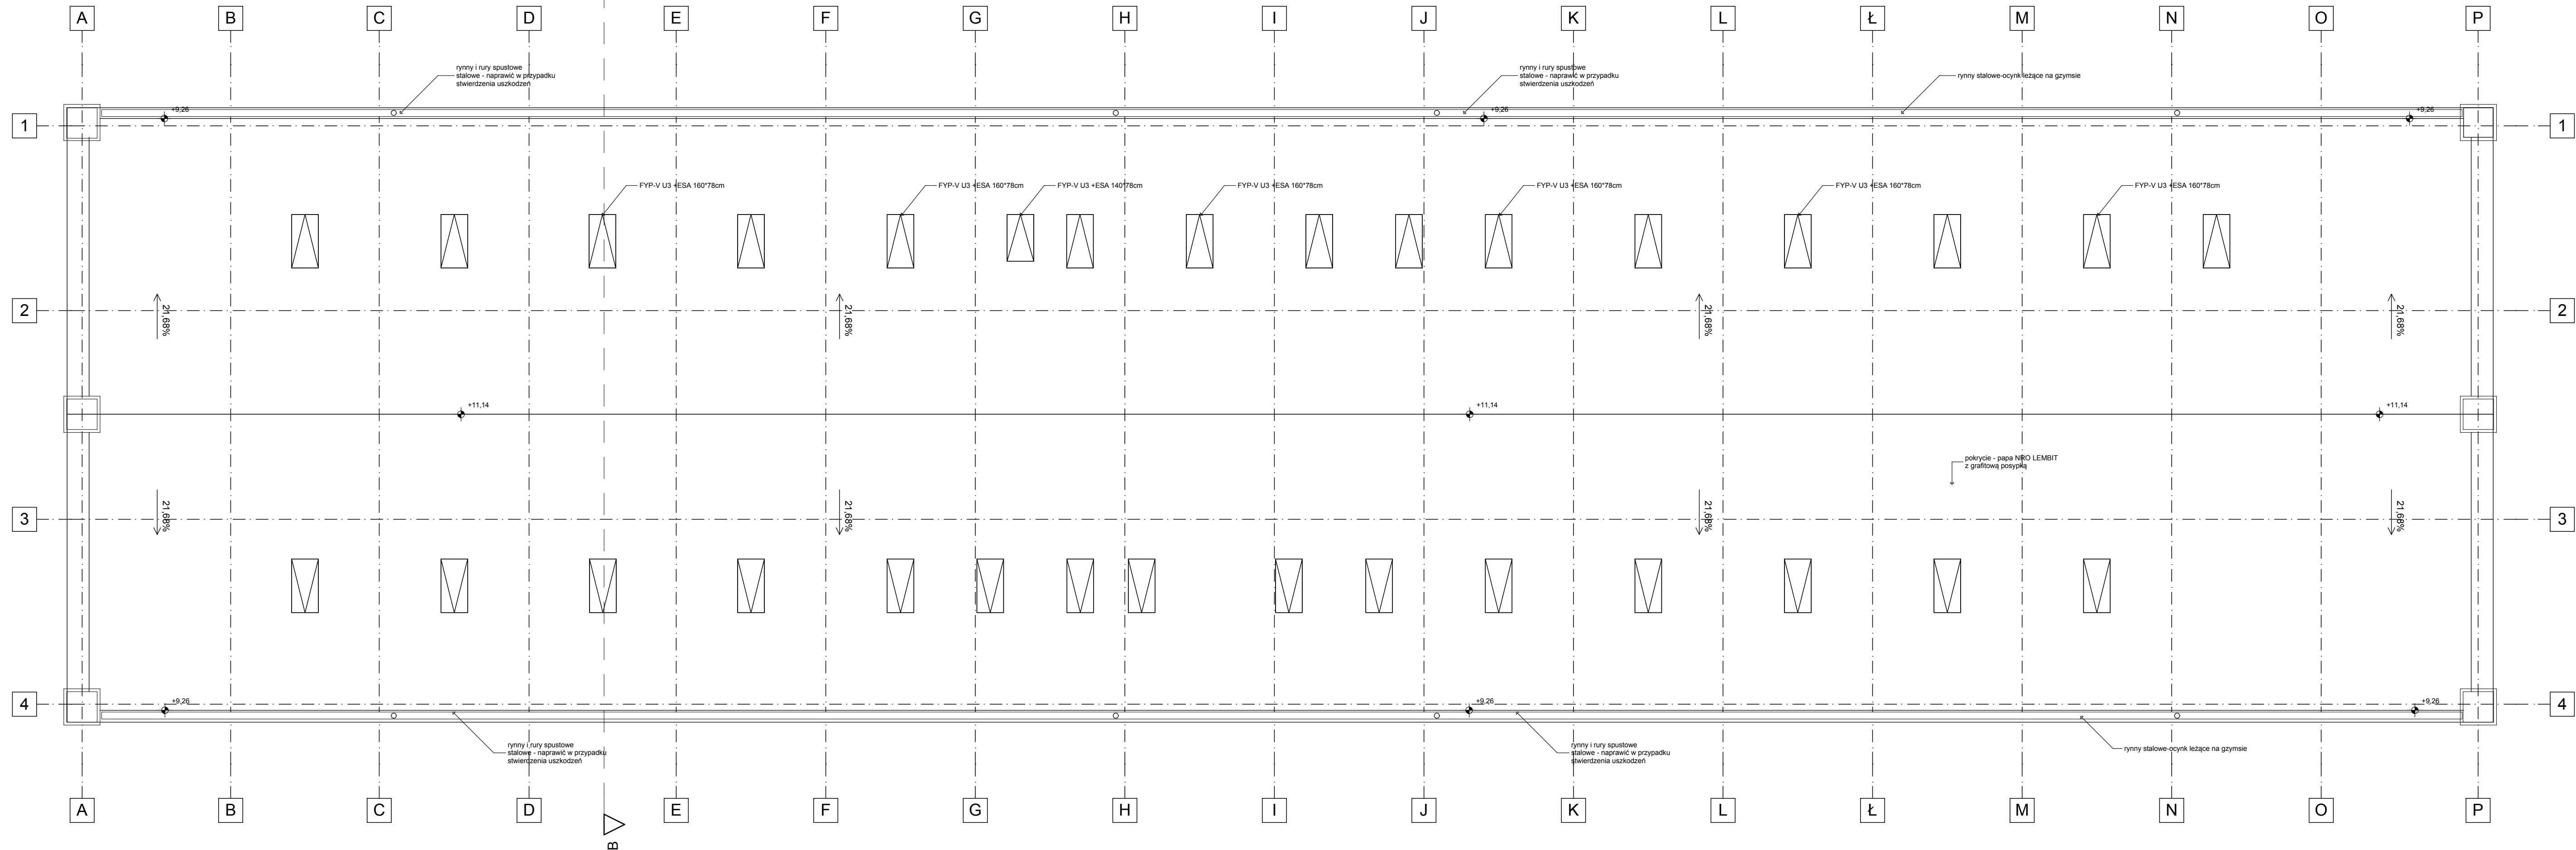 A B C D E F G H I J K L Ł M N O P
rynny i rury spustowe
stalowe - naprawić w przypadku
stwierdzenia uszkodzeń
rynny i rury spustowe
stalowe - naprawić w przypadku
stwierdzenia uszkodzeń
rynny stalowe-ocynk leżące na gzymsie
+9,26 +9,26 +9,26
1 1
FYP-V U3 +ESA 160*78cm
FYP-V U3 +ESA 160*78cm
FYP-V U3 +ESA 140*78cm
FYP-V U3 +ESA 160*78cm
FYP-V U3 +ESA 160*78cm
FYP-V U3 +ESA 160*78cm
FYP-V U3 +ESA 160*78cm
2 2
21,68% 21,68% 21,68% 21,68%
+11,14 +11,14 +11,14
pokrycie - papa NRO LEMBIT
z grafitową posypką
3 3
21,68% 21,68% 21,68% 21,68%
+9,26 +9,26 +9,26
4 4
rynny i rury spustowe
stalowe - naprawić w przypadku
stwierdzenia uszkodzeń
rynny i rury spustowe
stalowe - naprawić w przypadku
stwierdzenia uszkodzeń
rynny stalowe-ocynk leżące na gzymsie
A B C D E F G H I J K L Ł M N O P
B